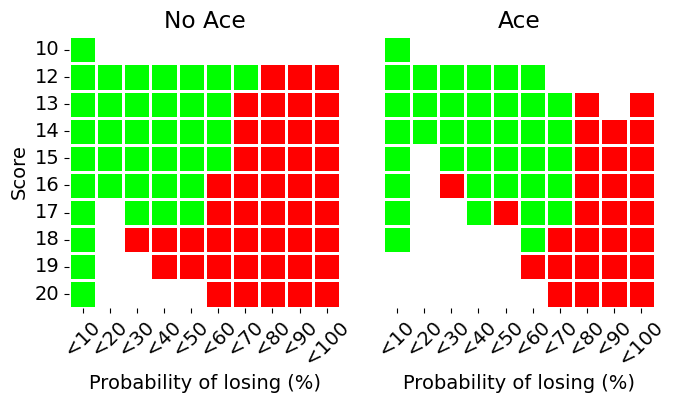 No Ace
Ace
Score
10
12
13
14
15
16
17
18
19
20
<10 <20 <30 <40 <50 <60 <70 <80 <90 <100
<10 <20 <30 <40 <50 <60 <70 <80 <90 <100
Probability of losing (%)
Probability of losing (%)